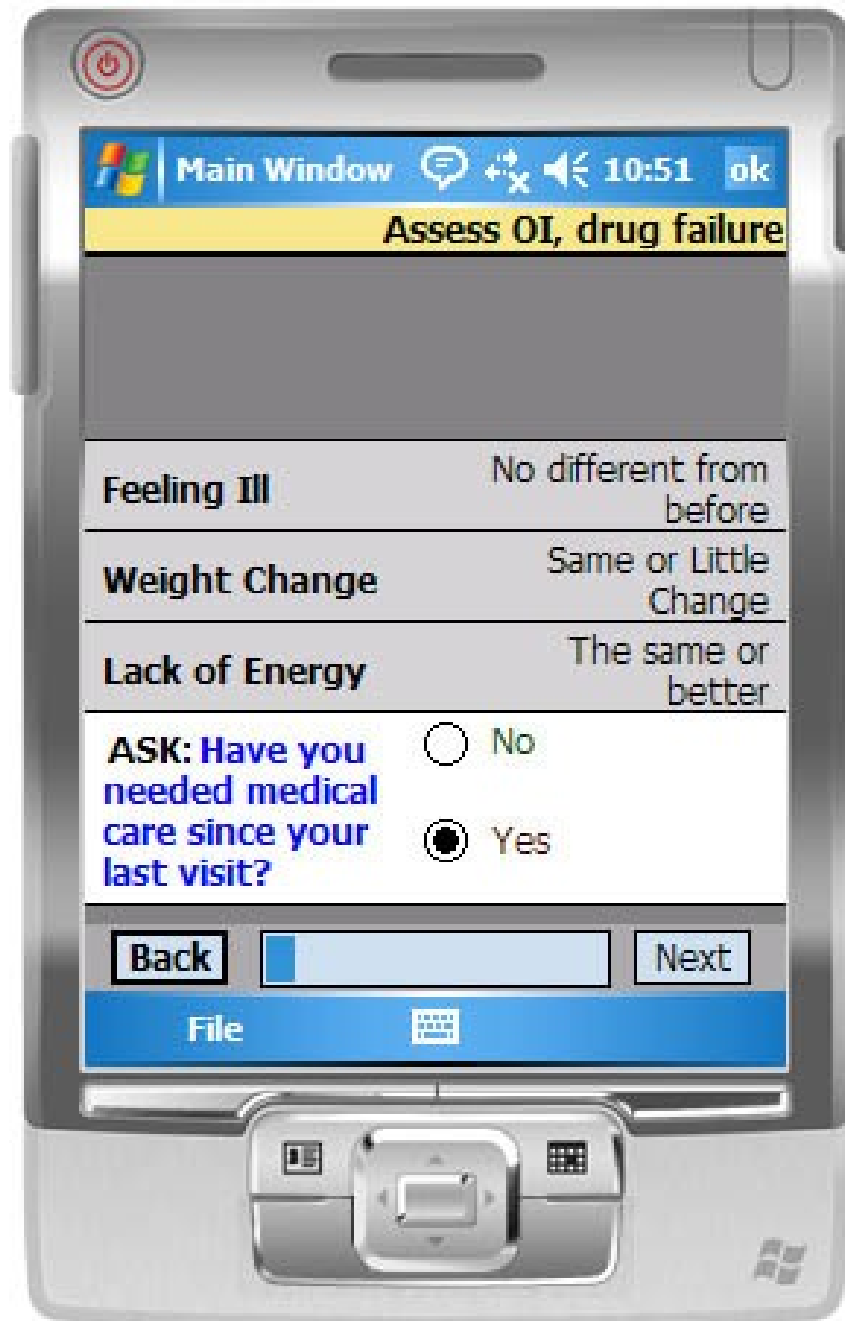 Main Window 10:51 ok
Assess OI, drug failure
Feeling Ill
No different from
before
Weight Change
Same or Little
Change
Lack of Energy
The same or
better
ASK: Have you
needed medical
care since your
last visit?
No
Yes
Back Next
File